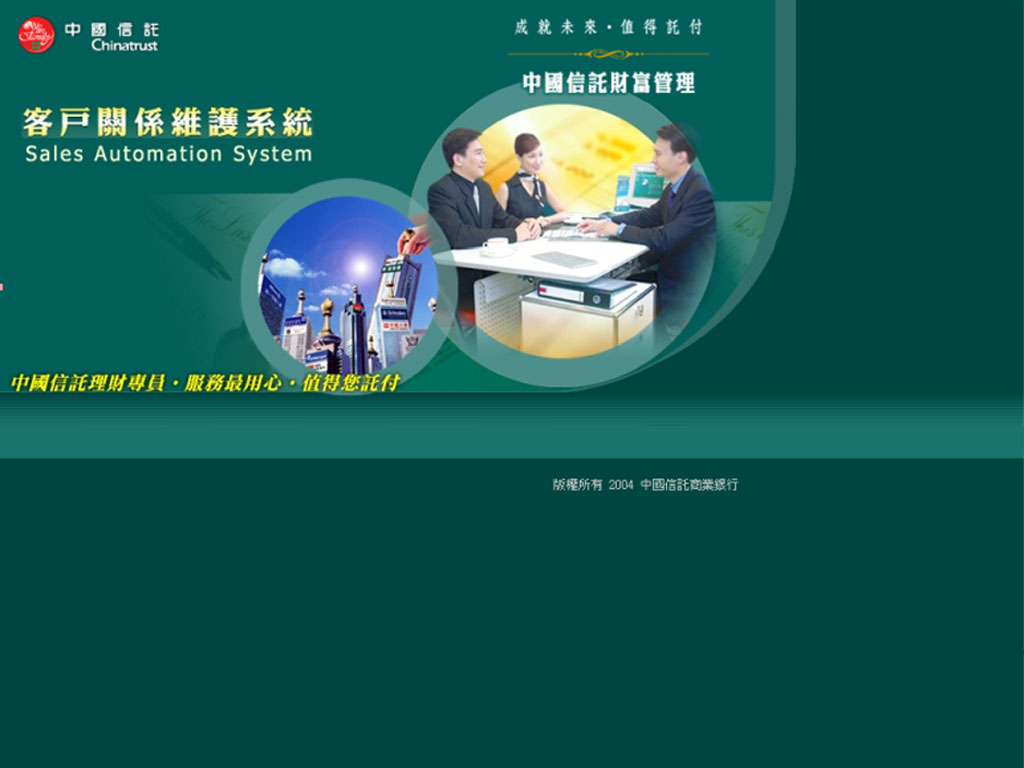 中國信託
Chinatrust
成就未來·值得託付
中國信託財富管理
客戶關係維護系統
Sales Automation System
中國信託理財專員·服務最用心·值得您託付
版權所有 2004 中國信託商業銀行